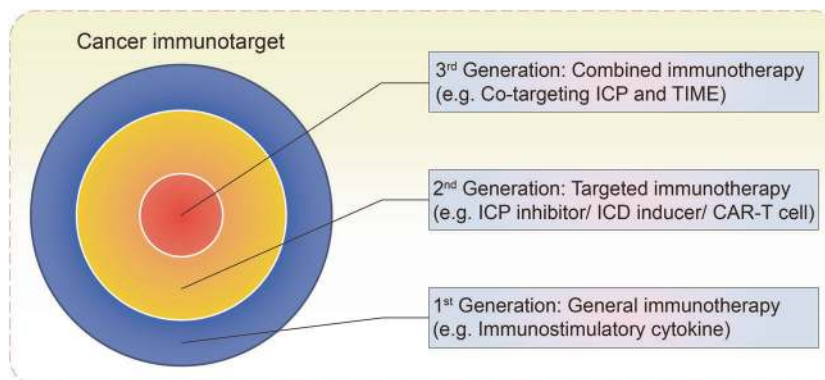 Cancer immunotarget
3rd Generation: Combined immunotherapy
(e.g. Co-targeting ICP and TIME)
2nd Generation: Targeted immunotherapy
(e.g. ICP inhibitor/ ICD inducer/ CAR-T cell)
1st Generation: General immunotherapy
(e.g. Immunostimulatory cytokine)